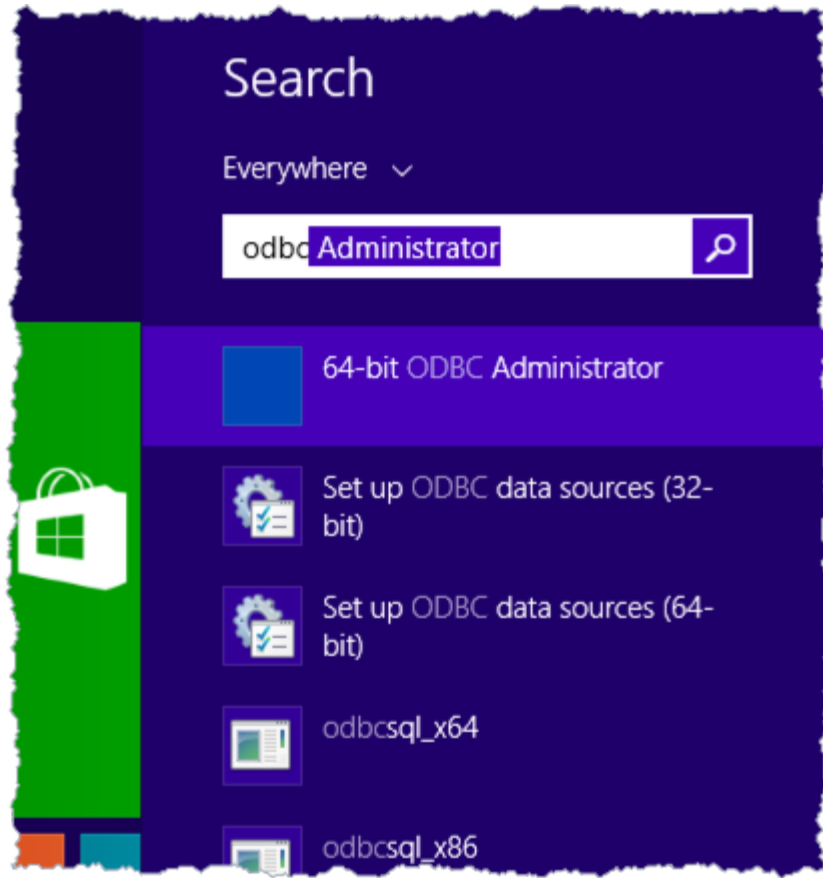 Search
Everywhere
odbc Administrator
64-bit ODBC Administrator
Set up ODBC data sources (32-
bit)
Set up ODBC data sources (64-
bit)
odbcsql_x64
odbcsql_x86